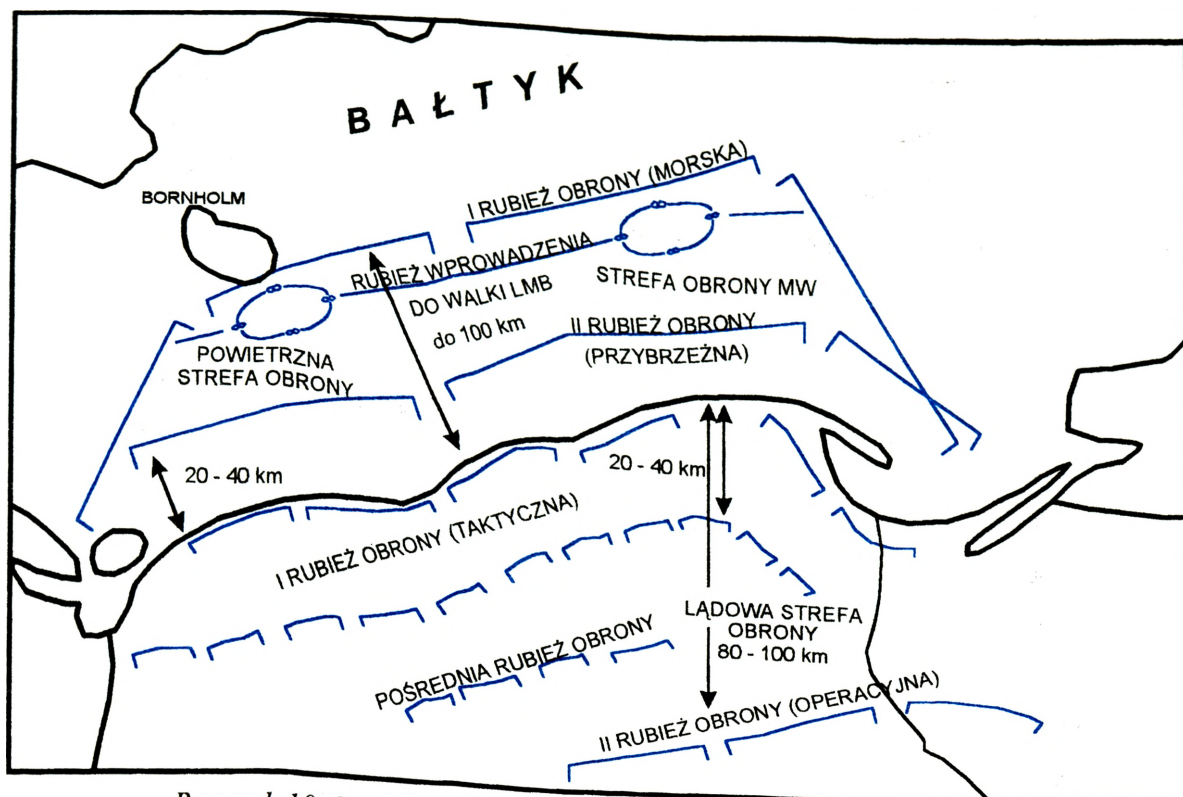 BAŁTYK
BORNHOLM
I RUBIEŻ OBRONY (MORSKA)
RUBIEŻ WPROWADZENIA
DO WALKI LMB
do 100 km
STREFA OBRONY MW
II RUBIEŻ OBRONY
(PRZYBRZEŻNA)
POWIETRZNA
STREFA OBRONY
20 - 40 km
20 - 40 km
I RUBIEŻ OBRONY (TAKTYCZNA)
LĄDOWA STREFA
OBRONY
80 - 100 km
POŚREDNIA RUBIEŻ OBRONY
II RUBIEŻ OBRONY (OPERACYJNA)